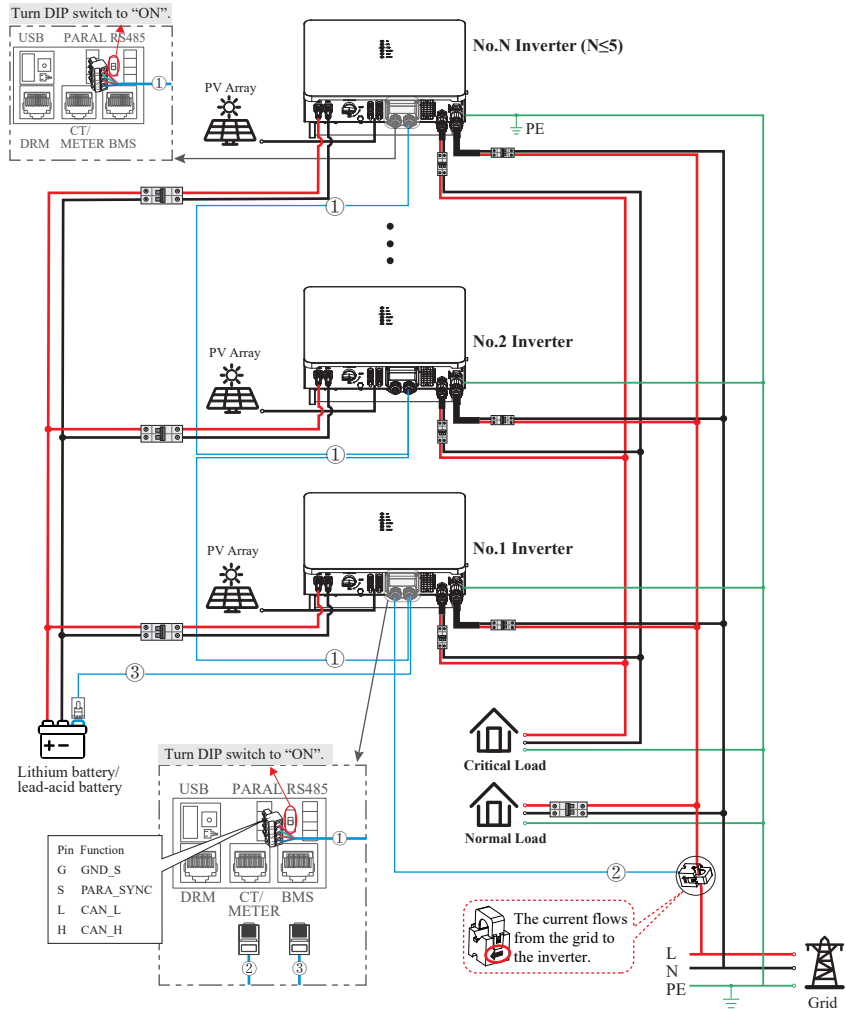 Turn DIP switch to “ON”.
USB PARAL RS485
①
DRM CT/
METER BMS
PV Array
No.N Inverter (N≤5)
PE
①
PV Array
No.2 Inverter
①
PV Array
No.1 Inverter
①
③
Lithium battery/
lead-acid battery
Critical Load
Normal Load
Turn DIP switch to “ON”.
USB PARAL RS485
①
DRM CT/
METER BMS
② ③
Pin Function
G GND_S
S PARA_SYNC
L CAN_L
H CAN_H
②
The current flows
from the grid to
the inverter.
L
N
PE
Grid